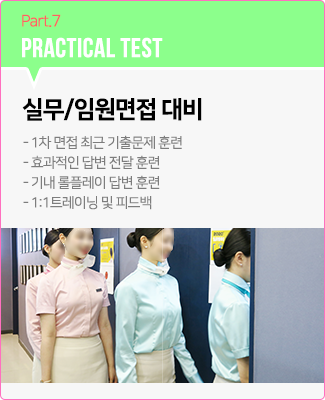 Part.7
PRACTICAL TEST
실무/임원면접 대비
- 1차 면접 최근 기출문제 훈련
- 효과적인 답변 전달 훈련
- 기내 롤플레이 답변 훈련
- 1:1트레이닝 및 피드백